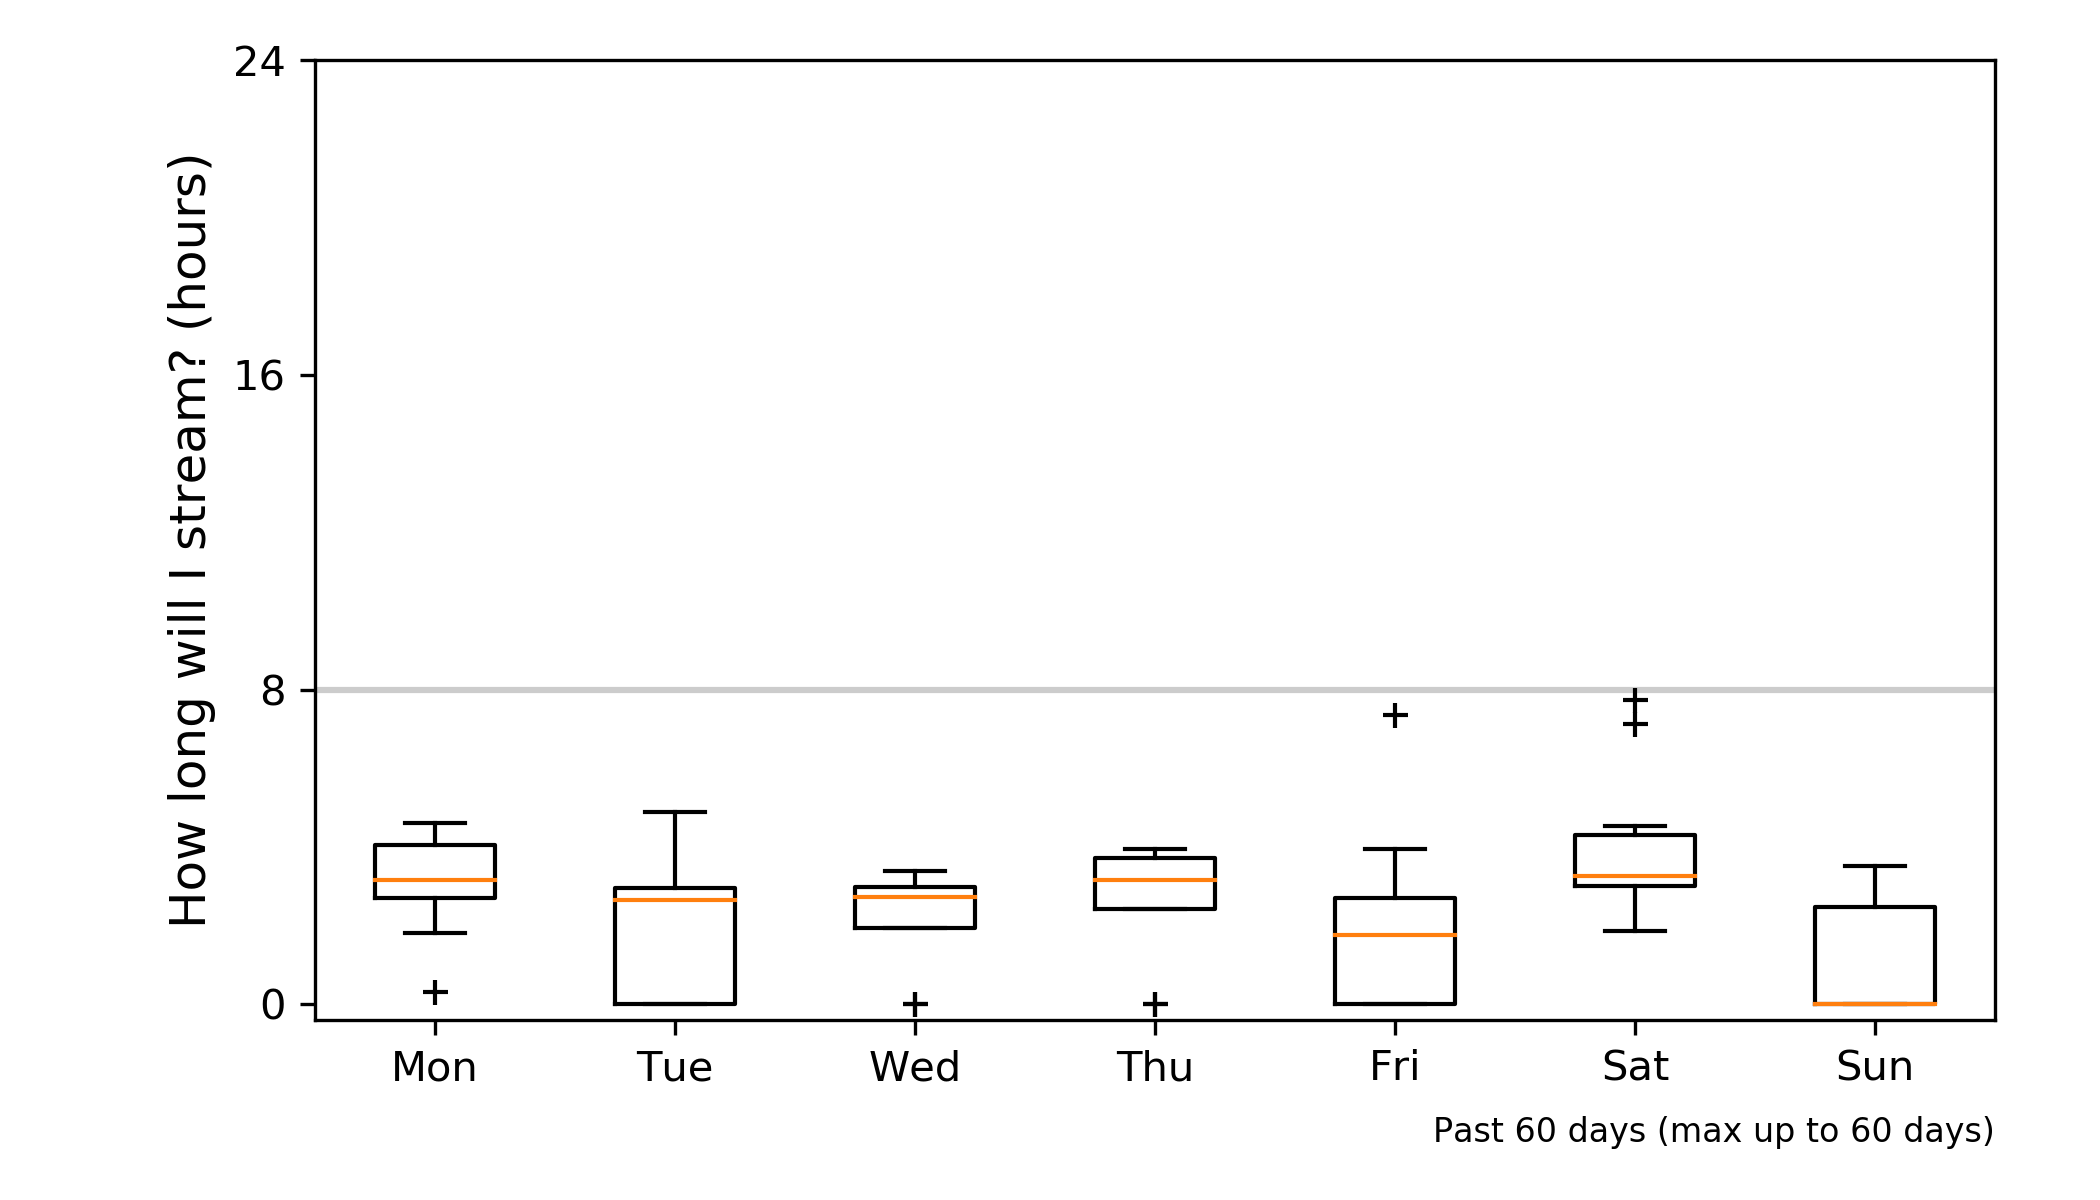 How long will I stream? (hours)
24
16
8
0
Mon Tue Wed Thu Fri Sat Sun
Past 60 days (max up to 60 days)